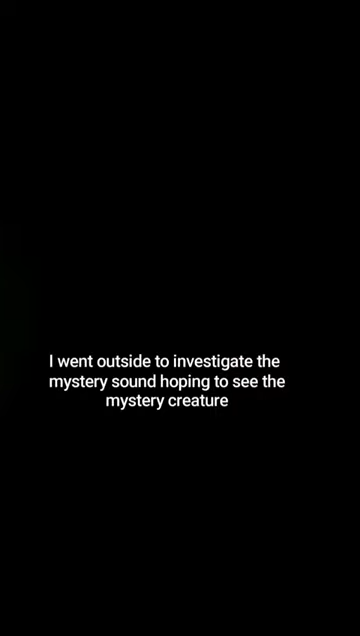 I went outside to investigate the
mystery sound hoping to see the
mystery creature